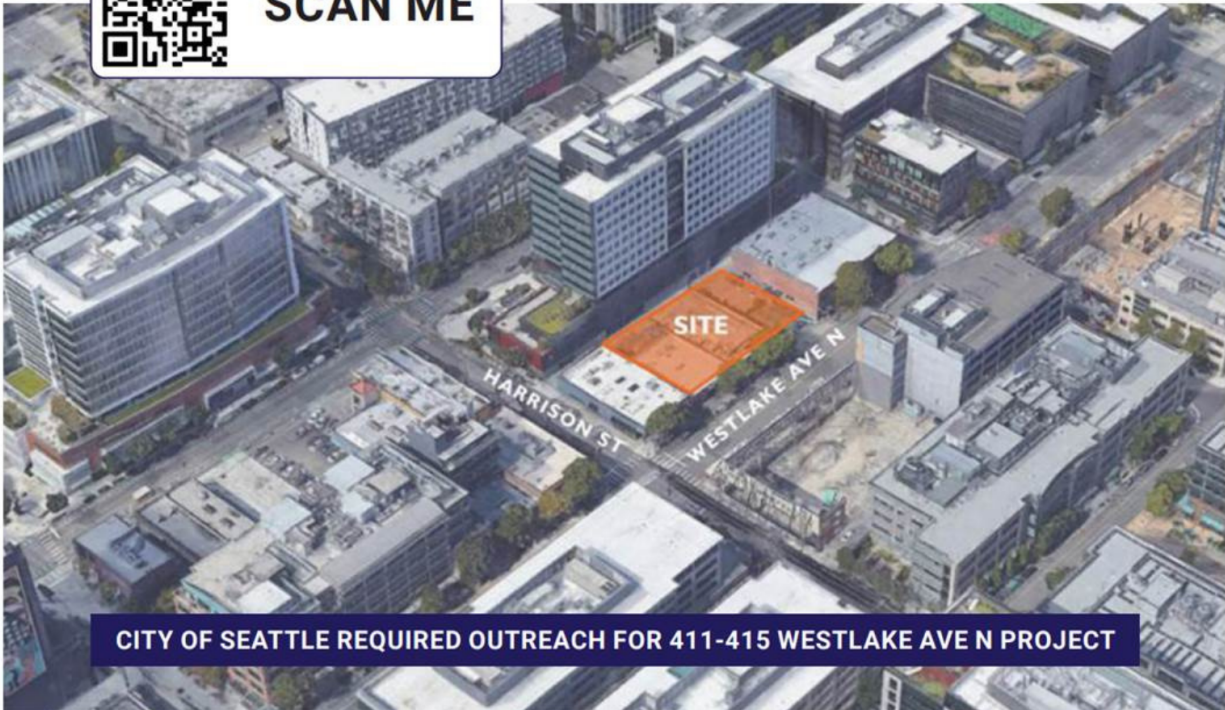 SCAN ME
SITE
HARRISON ST
WESTLAKE AVE N
CITY OF SEATTLE REQUIRED OUTREACH FOR 411-415 WESTLAKE AVE N PROJECT